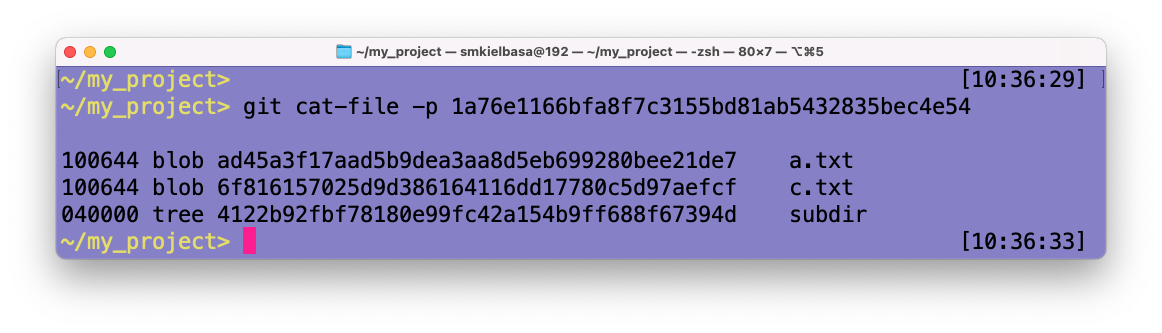 ~/my_project — smkielbasa@192 — ~/my_project — -zsh — 80×7 — ⌥⌘5
[~/my_project> [10:36:29] ]
~/my_project> git cat-file -p 1a76e1166bfa8f7c3155bd81ab5432835bec4e54
100644 blob ad45a3f17aad5b9dea3aa8d5eb699280bee21de7    a.txt
100644 blob 6f816157025d9d386164116dd17780c5d97aefcf    c.txt
040000 tree 4122b92fbf78180e99fc42a154b9ff688f67394d    subdir
~/my_project> [10:36:33]